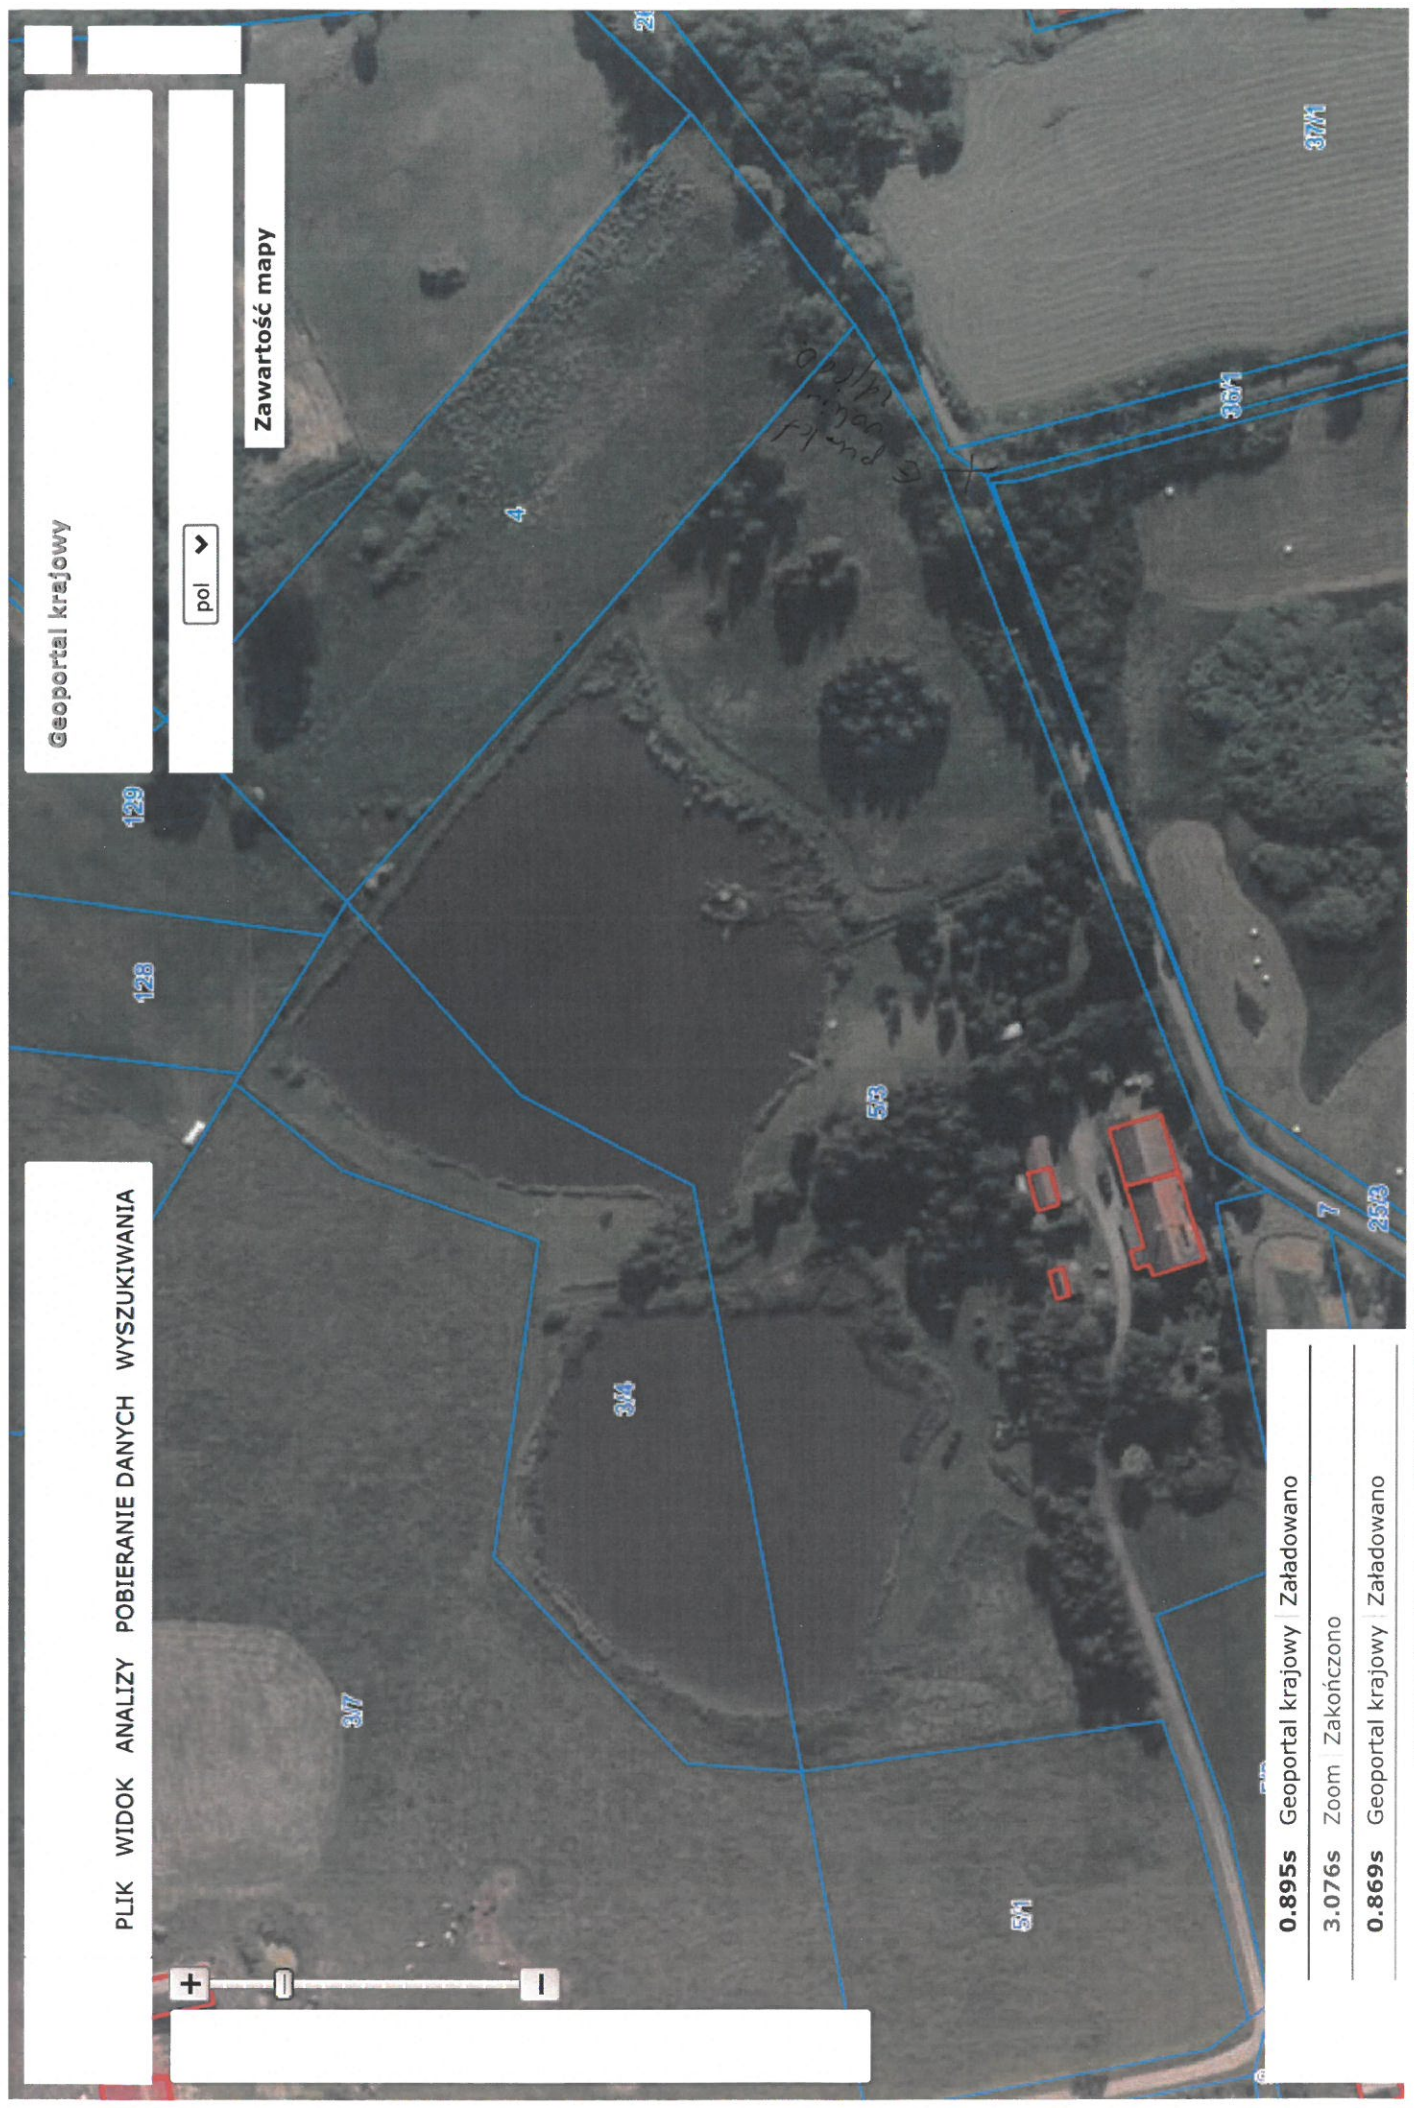 Geoportal krajowy
pol
Zawartość mapy
PLIK WIDOK ANALIZY POBIERANIE DANYCH WYSZUKIWANIA
129
128
4
3/7
3/4
5/3
5/1
37/1
36/1
7
25/3
punkt
0.895s Geoportal krajowy | Załadowano
3.076s Zoom | Zakończono
0.869s Geoportal krajowy | Załadowano